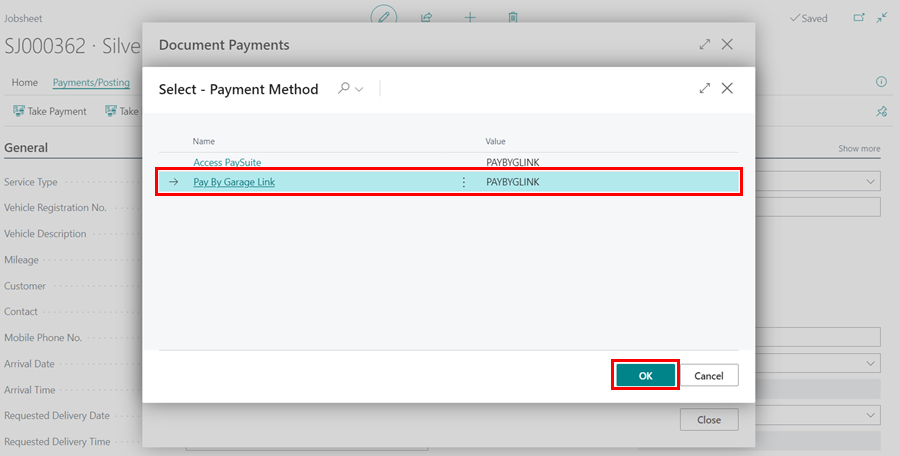 Jobsheet
Saved
SJ000362 · Silve
Document Payments
Home Payments/Posting
Select - Payment Method
Take Payment Take
General
Show more
Name Value
Access PaySuite PAYBYGLINK
Pay By Garage Link PAYBYGLINK
Service Type
Vehicle Registration No.
Vehicle Description
Mileage
Customer
Contact
Mobile Phone No.
Arrival Date
Arrival Time
Requested Delivery Date
Requested Delivery Time
OK Cancel
Close